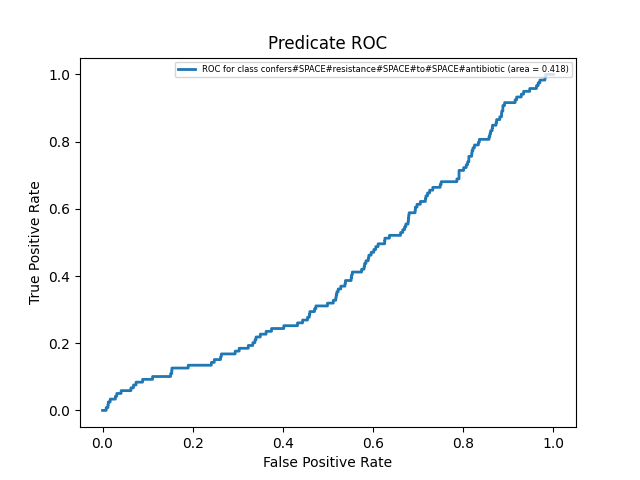 Predicate ROC
ROC for class confers#SPACE#resistance#SPACE#to#SPACE#antibiotic (area = 0.418)
1.0
0.8
0.6
0.4
0.2
0.0
True Positive Rate
0.0 0.2 0.4 0.6 0.8 1.0
False Positive Rate